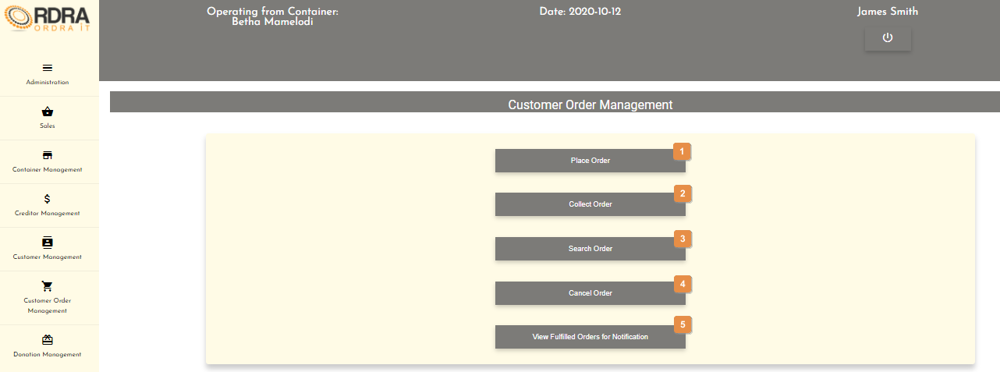 ORDRA
ORDRA IT
Operating from Container:
Betha Mamelodi
Date: 2020-10-12
James Smith
Administration
Sales
Container Management
Creditor Management
Customer Management
Customer Order
Management
Donation Management
Customer Order Management
1
Place Order
2
Collect Order
3
Search Order
4
Cancel Order
5
View Fulfilled Orders for Notification